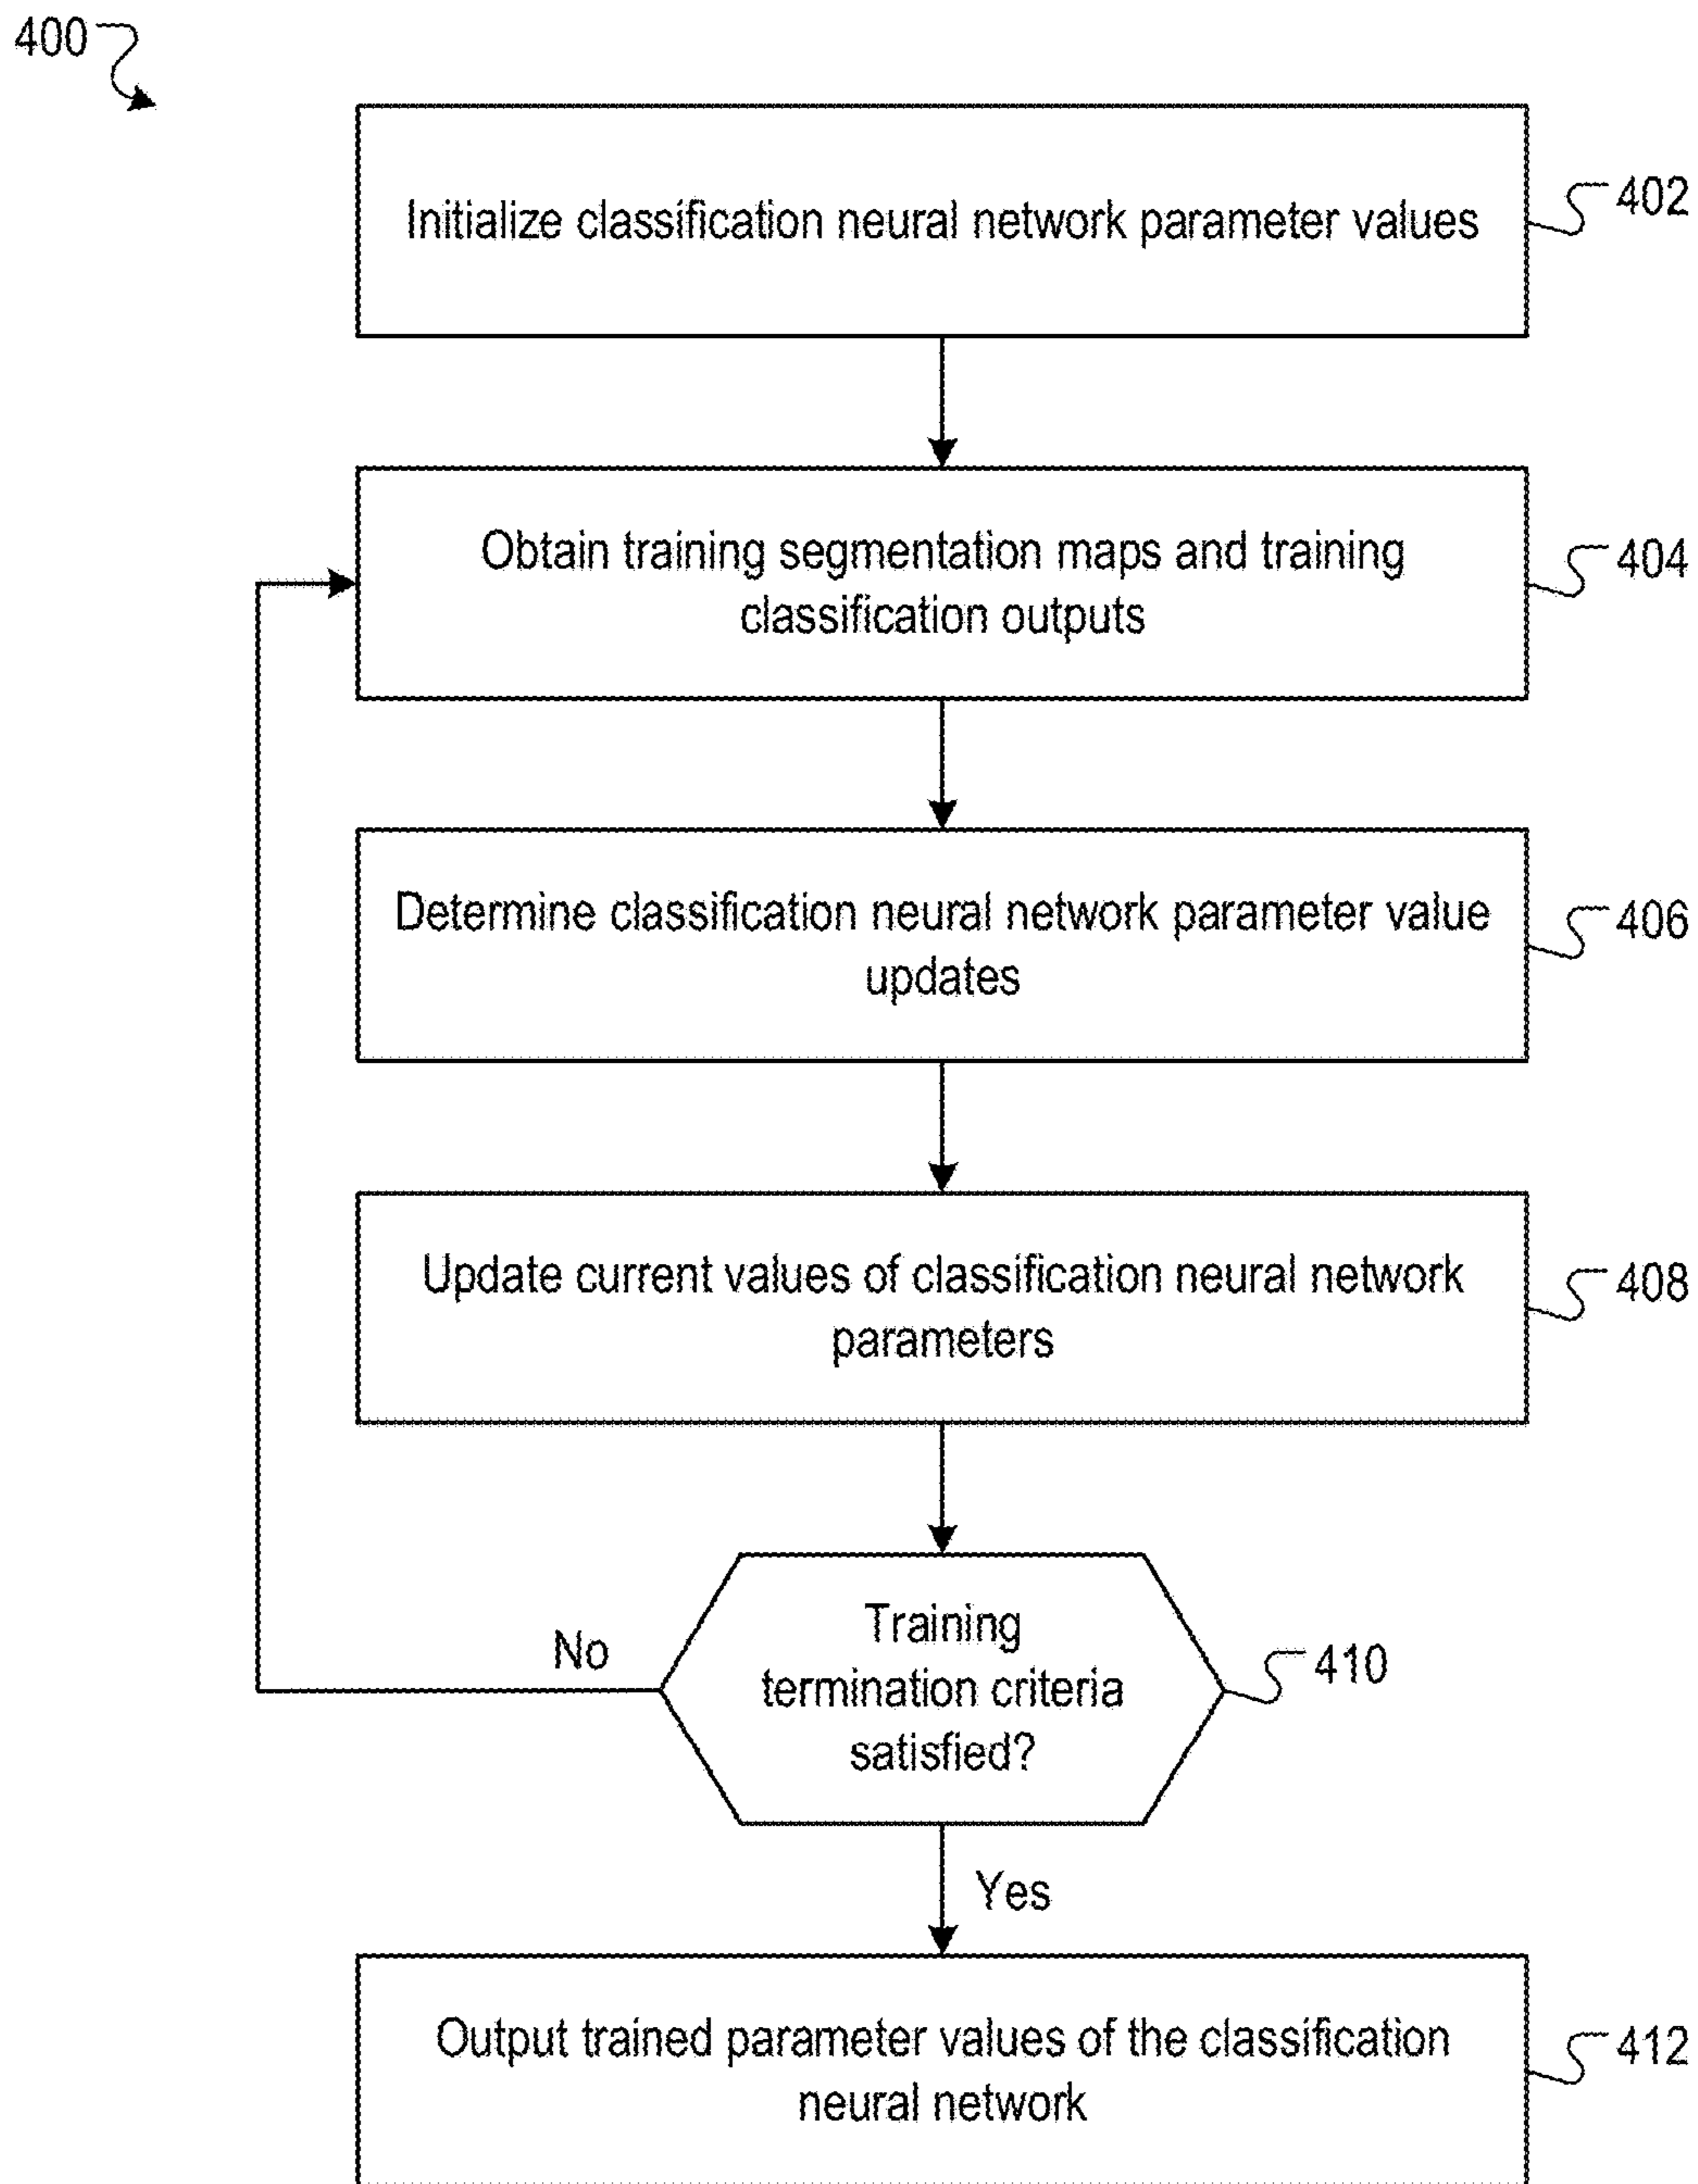 400
Initialize classification neural network parameter values
402
Obtain training segmentation maps and training
classification outputs
404
Determine classification neural network parameter value
updates
406
Update current values of classification neural network
parameters
408
Training
termination criteria
satisfied?
410
No
Yes
Output trained parameter values of the classification
neural network
412